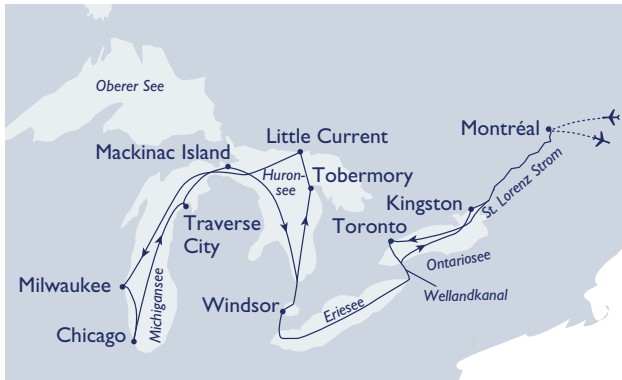 Oberer See
Montréal
Little Current
Mackinac Island
Huron-
see
Tobermory
St. Lorenz Strom
Kingston
Traverse
City
Toronto
Ontariosee
Michigansee
Milwaukee
Wellandkanal
Windsor
Eriesee
Chicago